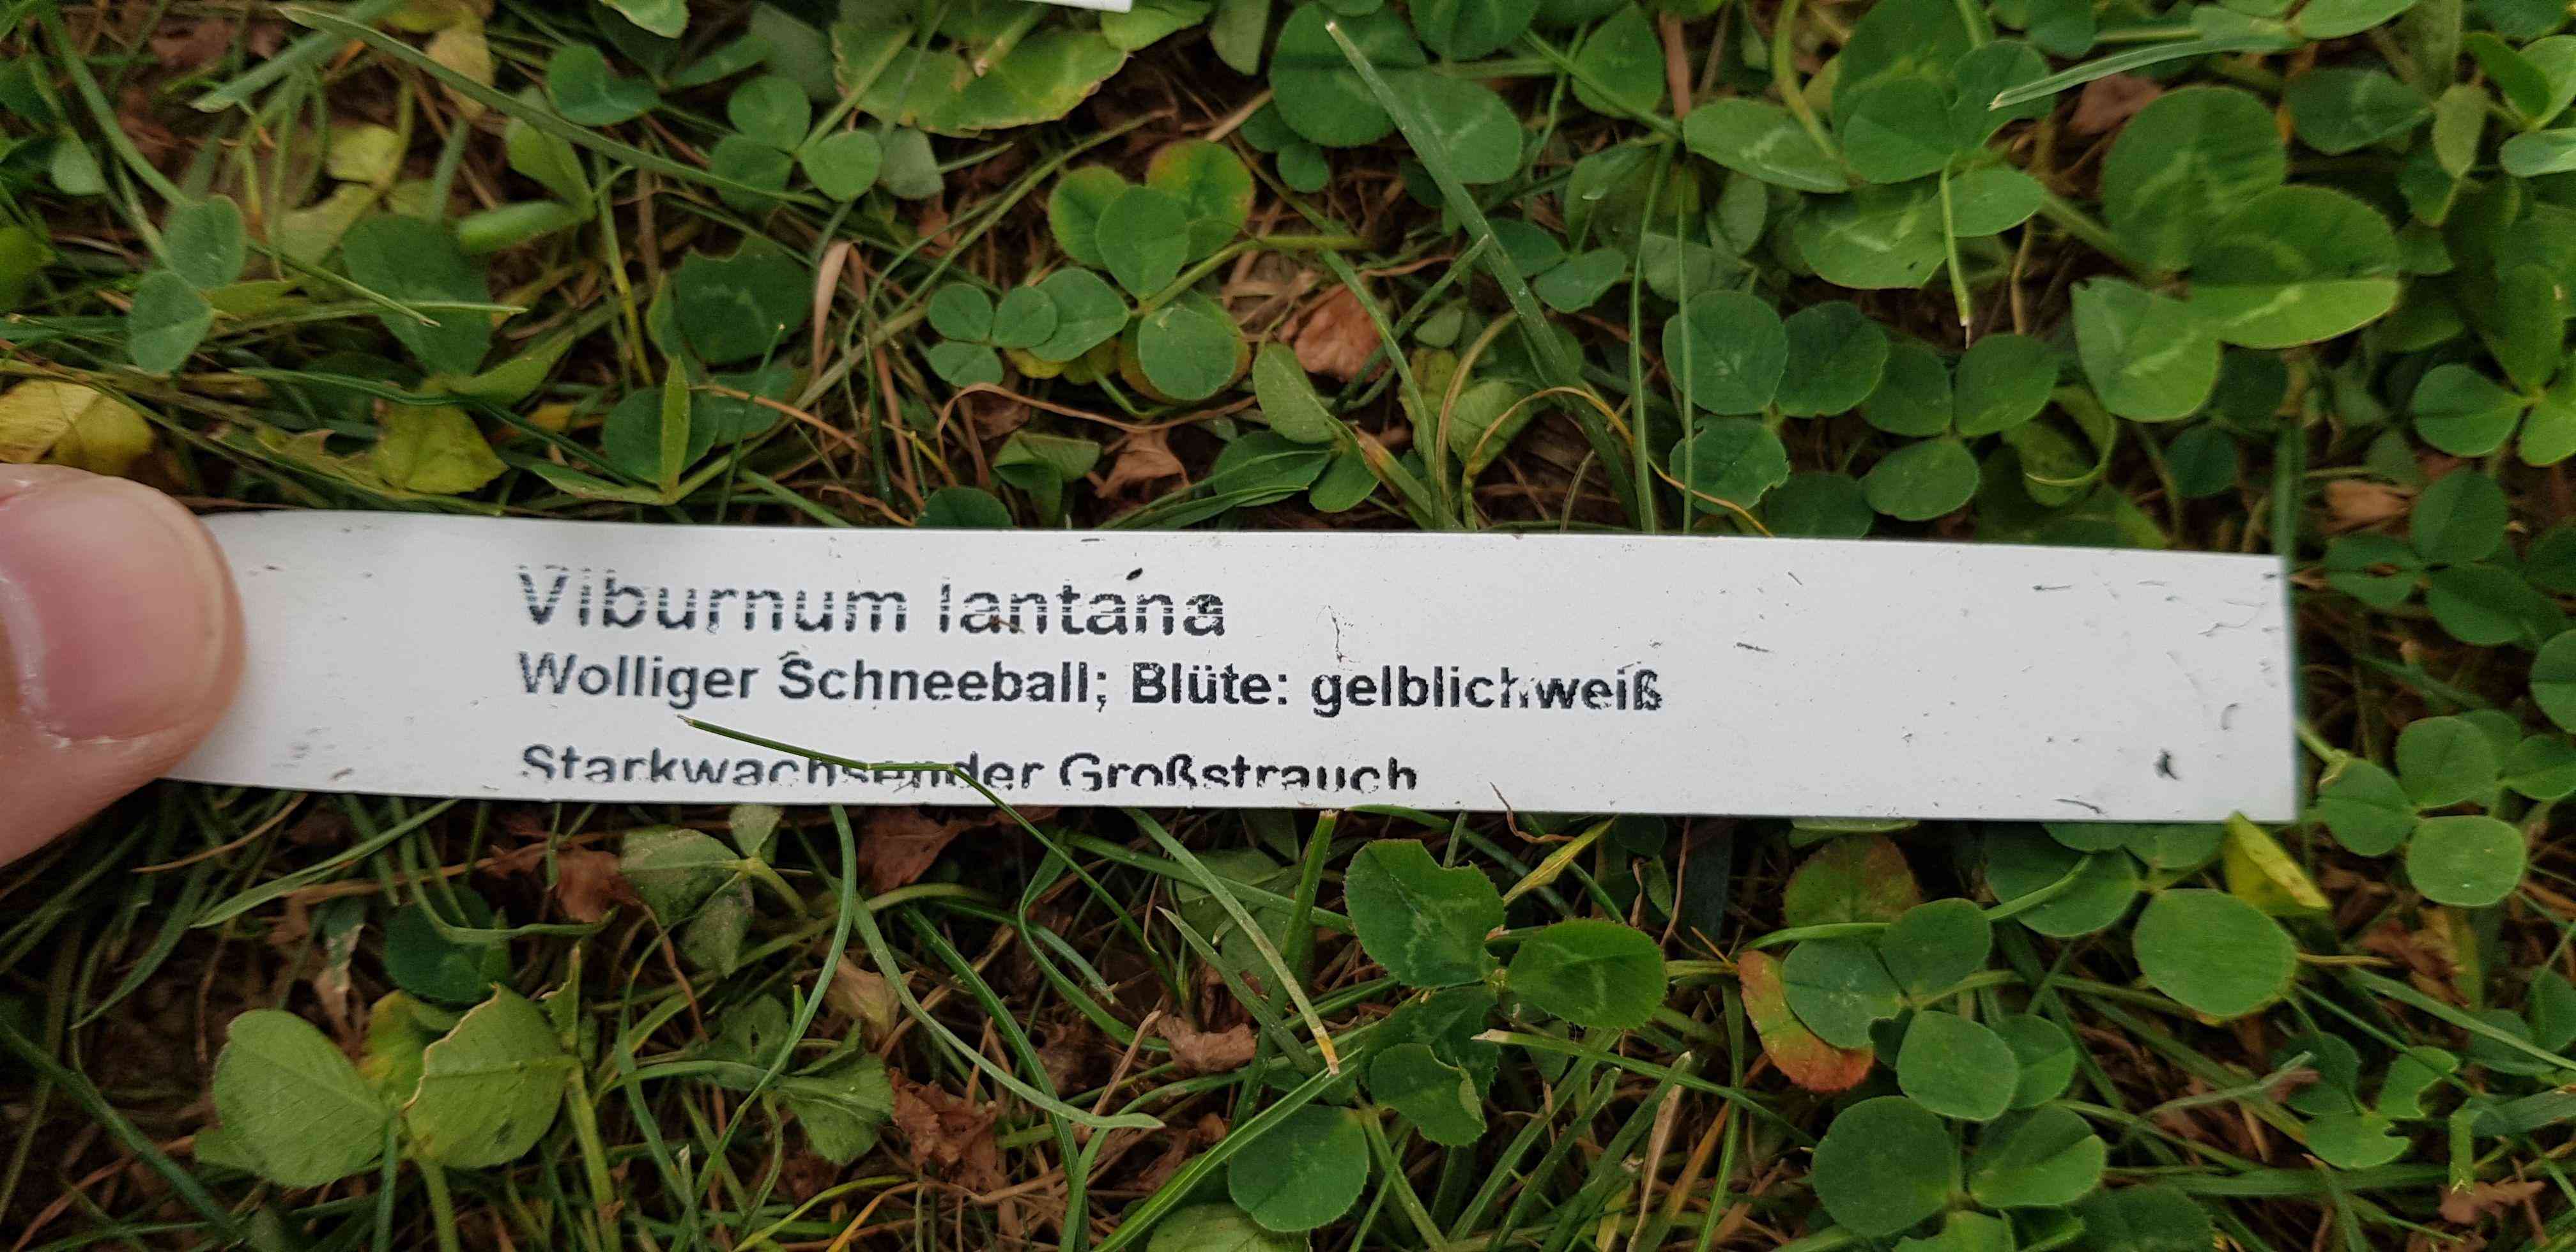 Viburnum lantana
Wolliger Schneeball; Blüte: gelblichweiß
Starkwachsender Großstrauch